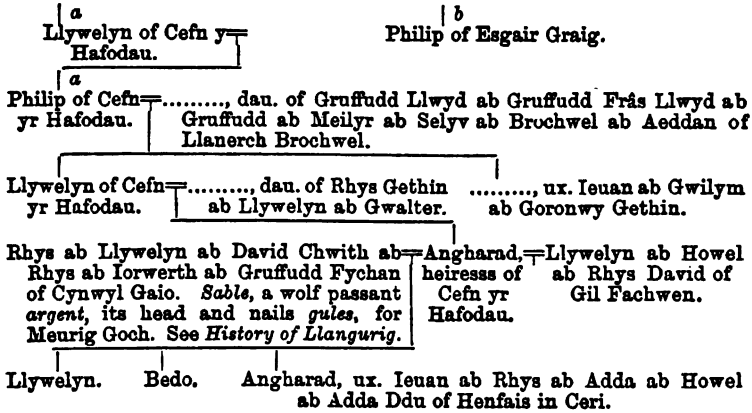 a b
Llywelyn of Cefn y Philip of Esgair Graig.
Hafodau.
a
Philip of Cefn ........., dau. of Gruffudd Llwyd ab Gruffudd Frâs Llwyd ab
yr Hafodau. Gruffudd ab Meilyr ab Selyv ab Brochwel ab Aeddan of
Llanerch Brochwel.
Llywelyn of Cefn ........., dau. of Rhys Gethin ........., ux. Ieuan ab Gwilym
yr Hafodau. ab Llywelyn ab Gwalter. ab Goronwy Gethin.
Rhys ab Llywelyn ab David Chwith ab Angharad, Llywelyn ab Howel
Rhys ab Iorwerth ab Gruffudd Fychan heiresss of ab Rhys David of
of Cynwyl Gaio. Sable, a wolf passant Cefn yr Gil Fachwen.
argent, its head and nails gules, for Hafodau.
Meurig Goch. See History of Llangurig.
Llywelyn. Bedo. Angharad, ux. Ieuan ab Rhys ab Adda ab Howel
ab Adda Ddu of Henfais in Ceri.